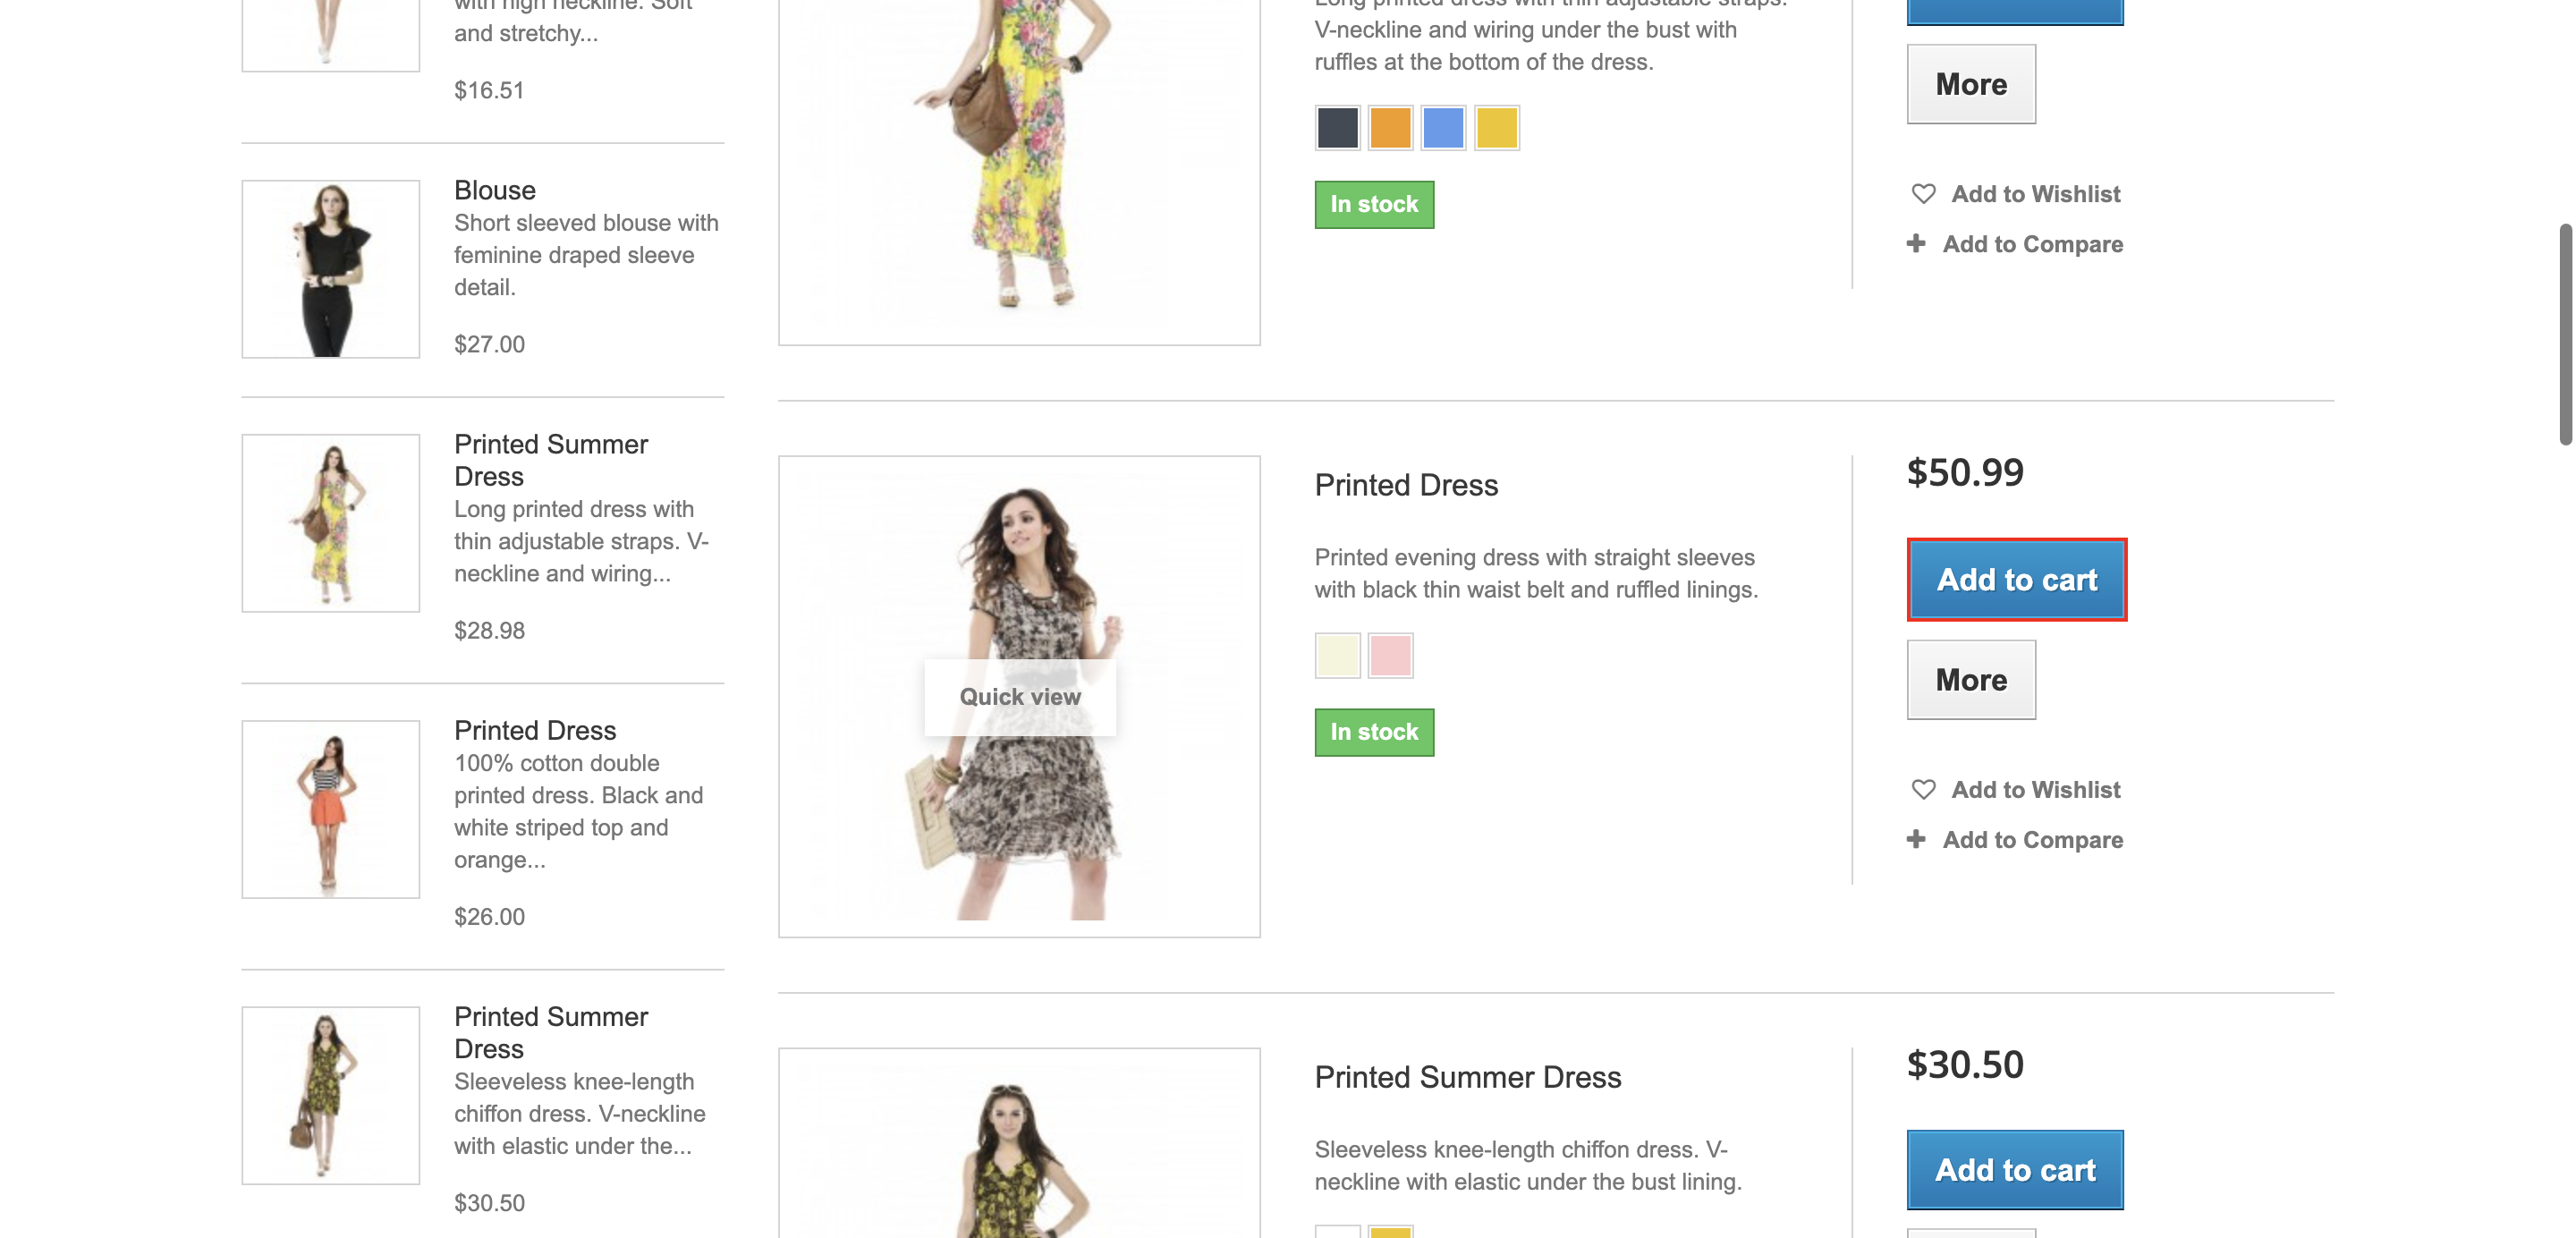 with high neckline. Soft
and stretchy...
$16.51
Blouse
Short sleeved blouse with
feminine draped sleeve
detail.
$27.00
Printed Summer
Dress
Long printed dress with
thin adjustable straps. V-
neckline and wiring...
$28.98
Printed Dress
100% cotton double
printed dress. Black and
white striped top and
orange...
$26.00
Printed Summer
Dress
Sleeveless knee-length
chiffon dress. V-neckline
with elastic under the...
$30.50
Long printed dress with thin adjustable straps.
V-neckline and wiring under the bust with
ruffles at the bottom of the dress.
In stock
More
Add to Wishlist
Add to Compare
Quick view
Printed Dress
Printed evening dress with straight sleeves
with black thin waist belt and ruffled linings.
In stock
$50.99
Add to cart
More
Add to Wishlist
Add to Compare
Printed Summer Dress
Sleeveless knee-length chiffon dress. V-
neckline with elastic under the bust lining.
$30.50
Add to cart